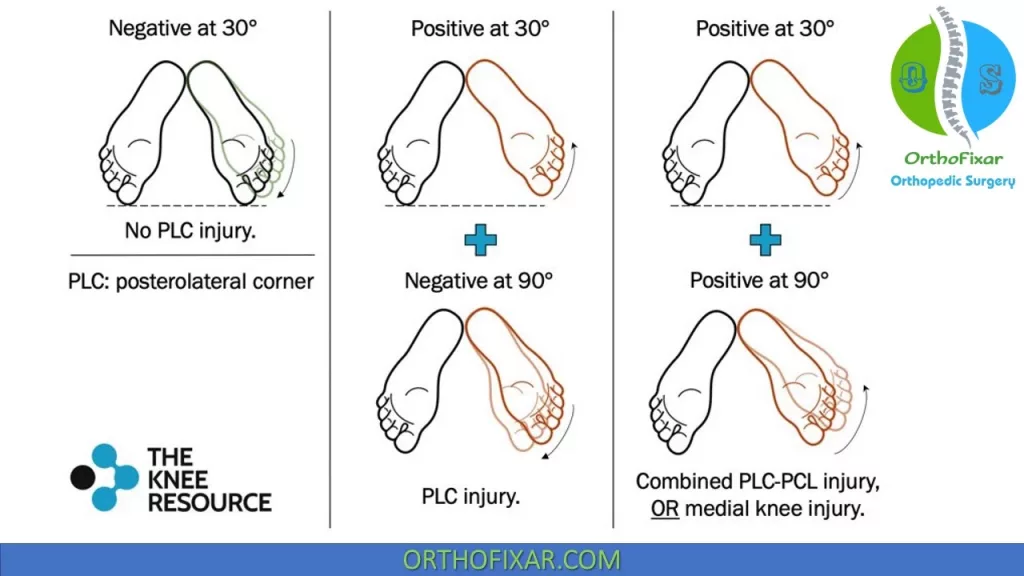 Negative at 30°
No PLC injury.
PLC: posterolateral corner
THE
KNEE
RESOURCE
Positive at 30°
Negative at 90°
PLC injury.
Positive at 30°
Positive at 90°
Combined PLC-PCL injury,
OR medial knee injury.
O S
OrthoFixar
Orthopedic Surgery
ORTHOFIXAR.COM